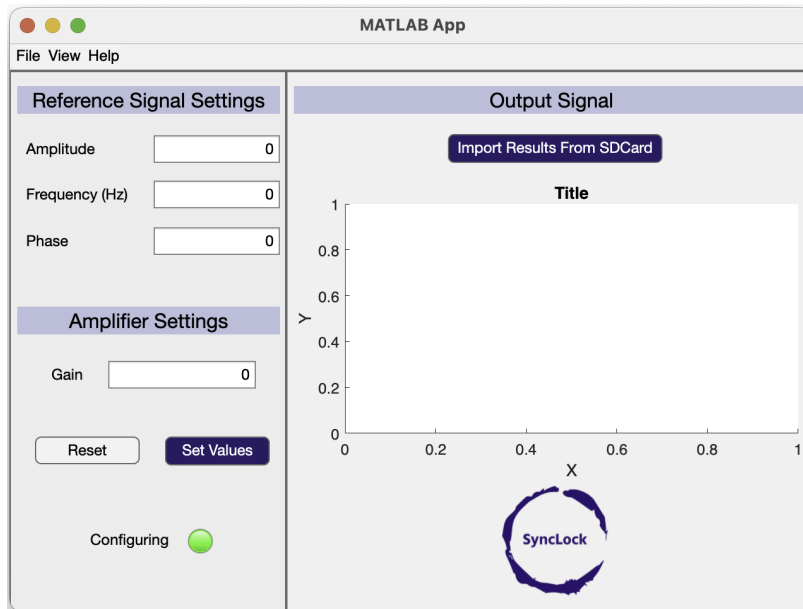 MATLAB App
File View Help
Reference Signal Settings
Amplitude 0
Frequency (Hz) 0
Phase 0
Amplifier Settings
Gain 0
Reset Set Values
Configuring
Output Signal
Import Results From SDCard
Title
1
0.8
0.6
0.4
0.2
0
Y
0 0.2 0.4 0.6 0.8 1
X
SyncLock